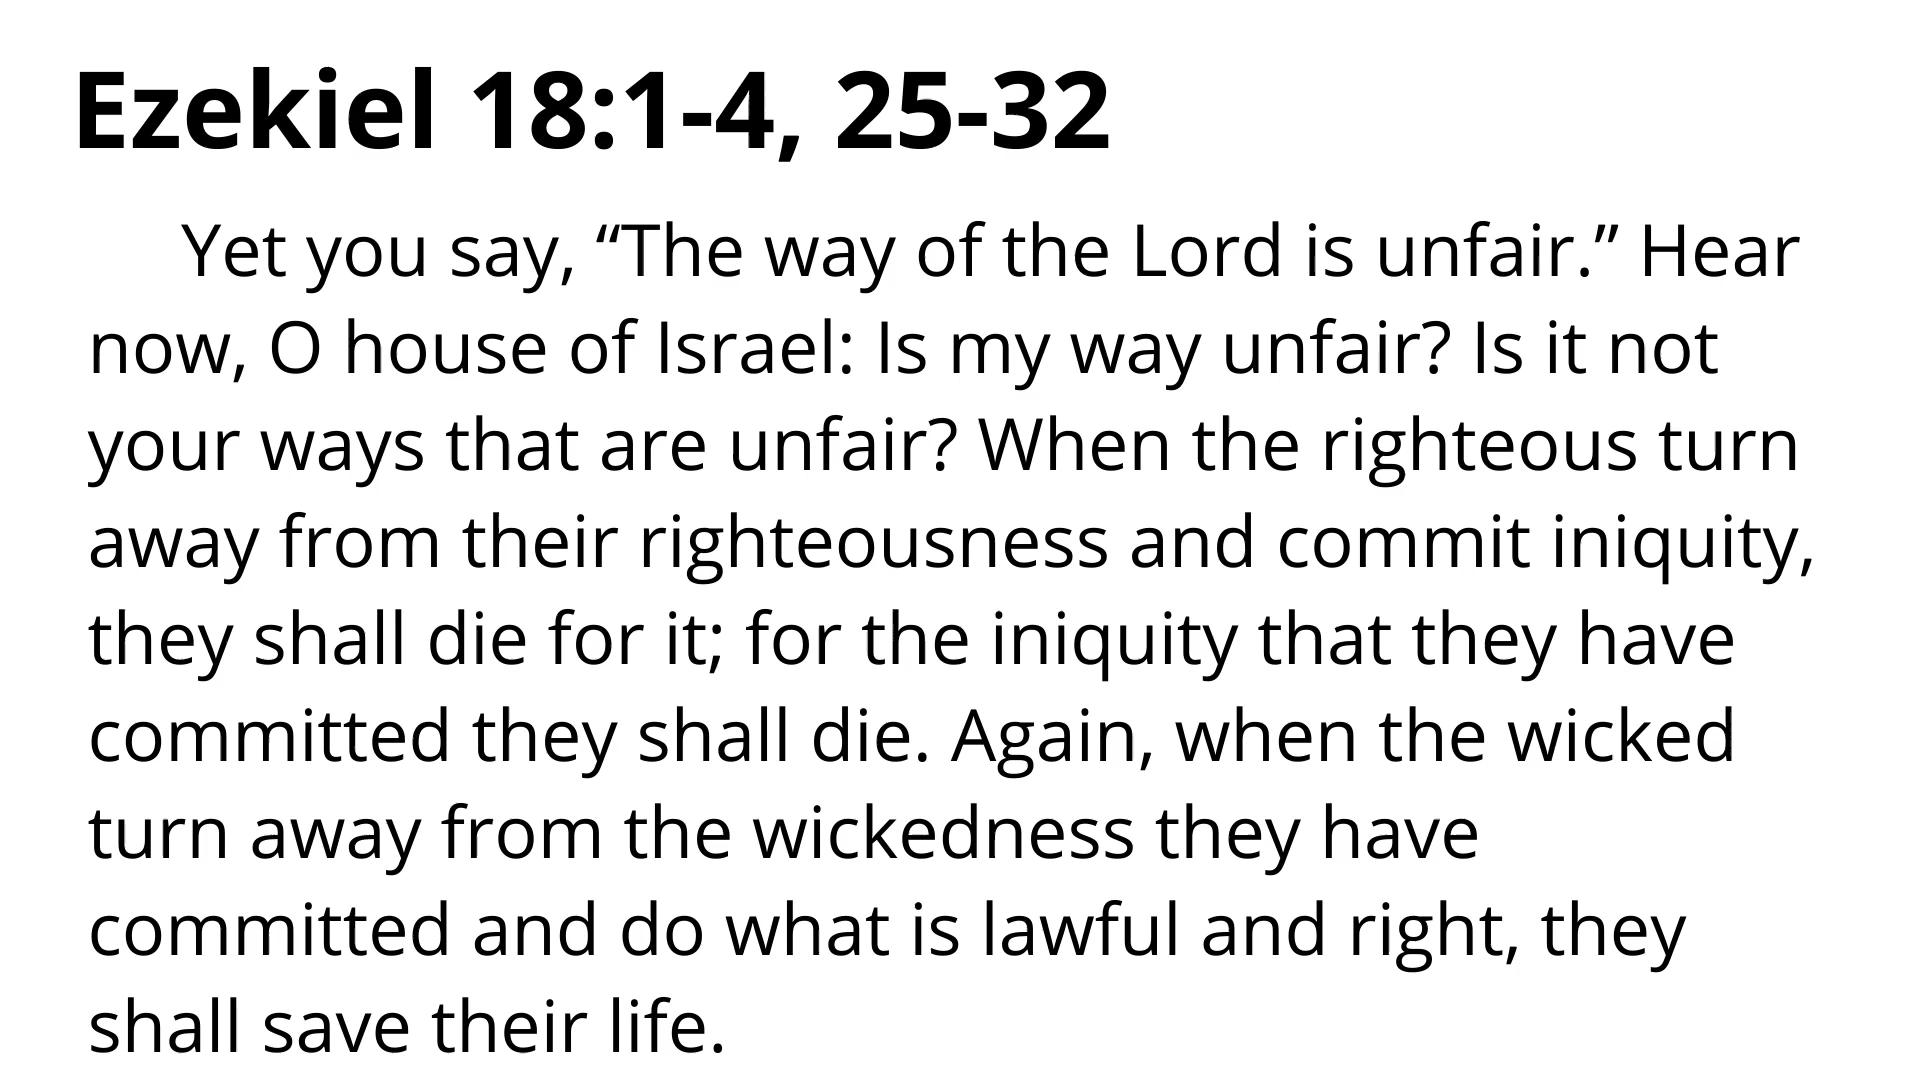 Ezekiel 18:1-4, 25-32
Yet you say, “The way of the Lord is unfair.” Hear
now, O house of Israel: Is my way unfair? Is it not
your ways that are unfair? When the righteous turn
away from their righteousness and commit iniquity,
they shall die for it; for the iniquity that they have
committed they shall die. Again, when the wicked
turn away from the wickedness they have
committed and do what is lawful and right, they
shall save their life.